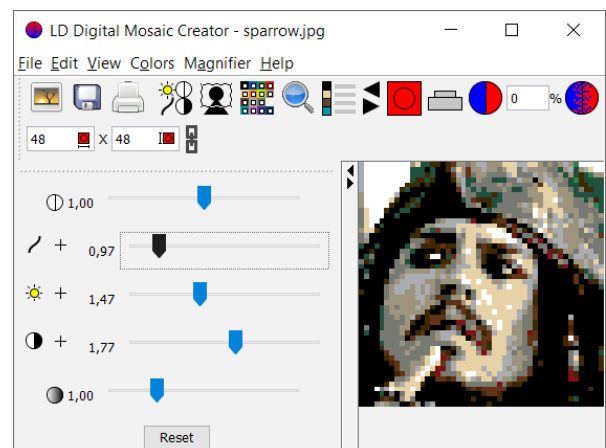 LD Digital Mosaic Creator - sparrow.jpg
File Edit View Colors Magnifier Help
0 %
48 X 48
1,00
+ 0,97
+ 1,47
+ 1,77
1,00
Reset